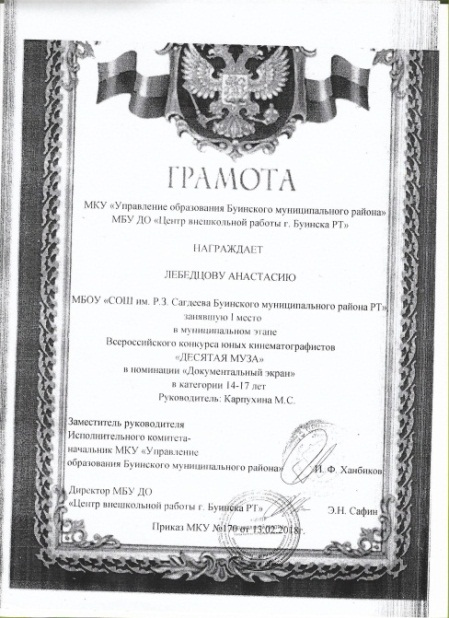 ГРАМОТА
МКУ «Управление образования Буинского муниципального района»
МБУ ДО «Центр внешкольной работы г. Буинска РТ»
НАГРАЖДАЕТ
ЛЕБЕДЦОВУ АНАСТАСИЮ
МБОУ «СОШ им. Р.З. Сагдеева Буинского муниципального района РТ»,
занявшую I место
в муниципальном этапе
Всероссийского конкурса юных кинематографистов
«ДЕСЯТАЯ МУЗА»
в номинации «Документальный экран»
в категории 14-17 лет
Руководитель: Карпухина М.С.
Заместитель руководителя
Исполнительного комитета-
начальник МКУ «Управление
образования Буинского муниципального района» И. Ф. Ханбиков
Директор МБУ ДО
«Центр внешкольной работы г. Буинска РТ» Э.Н. Сафин
Приказ МКУ №170 от 13.02.2018г.